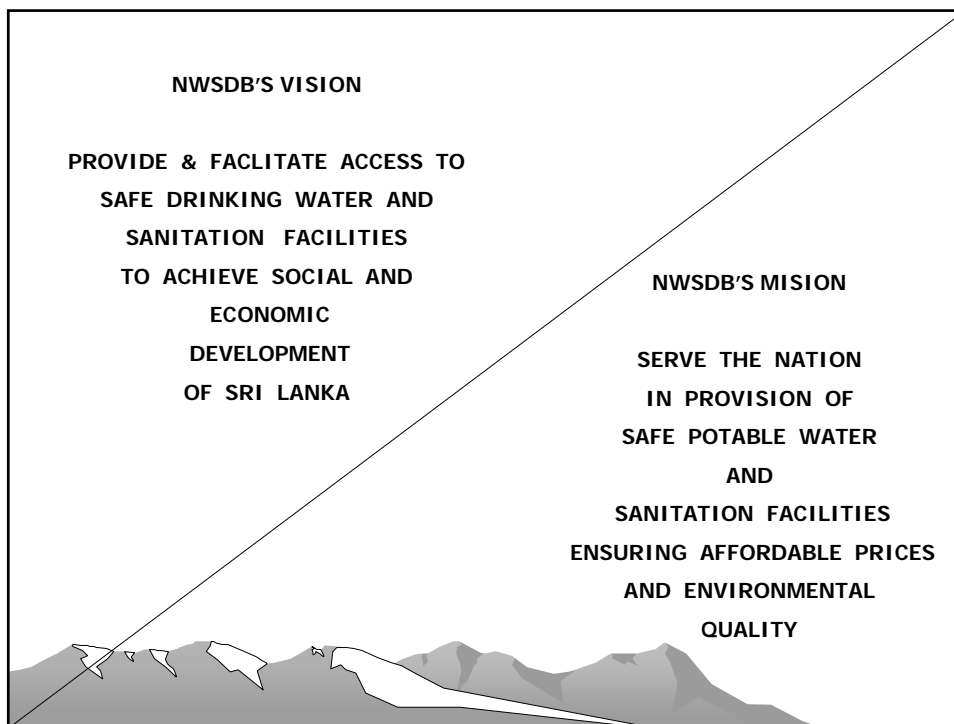 NWSDB'S VISION
PROVIDE & FACLITATE ACCESS TO
SAFE DRINKING WATER AND
SANITATION FACILITIES
TO ACHIEVE SOCIAL AND
ECONOMIC
DEVELOPMENT
OF SRI LANKA
NWSDB'S MISION
SERVE THE NATION
IN PROVISION OF
SAFE POTABLE WATER
AND
SANITATION FACILITIES
ENSURING AFFORDABLE PRICES
AND ENVIRONMENTAL
QUALITY